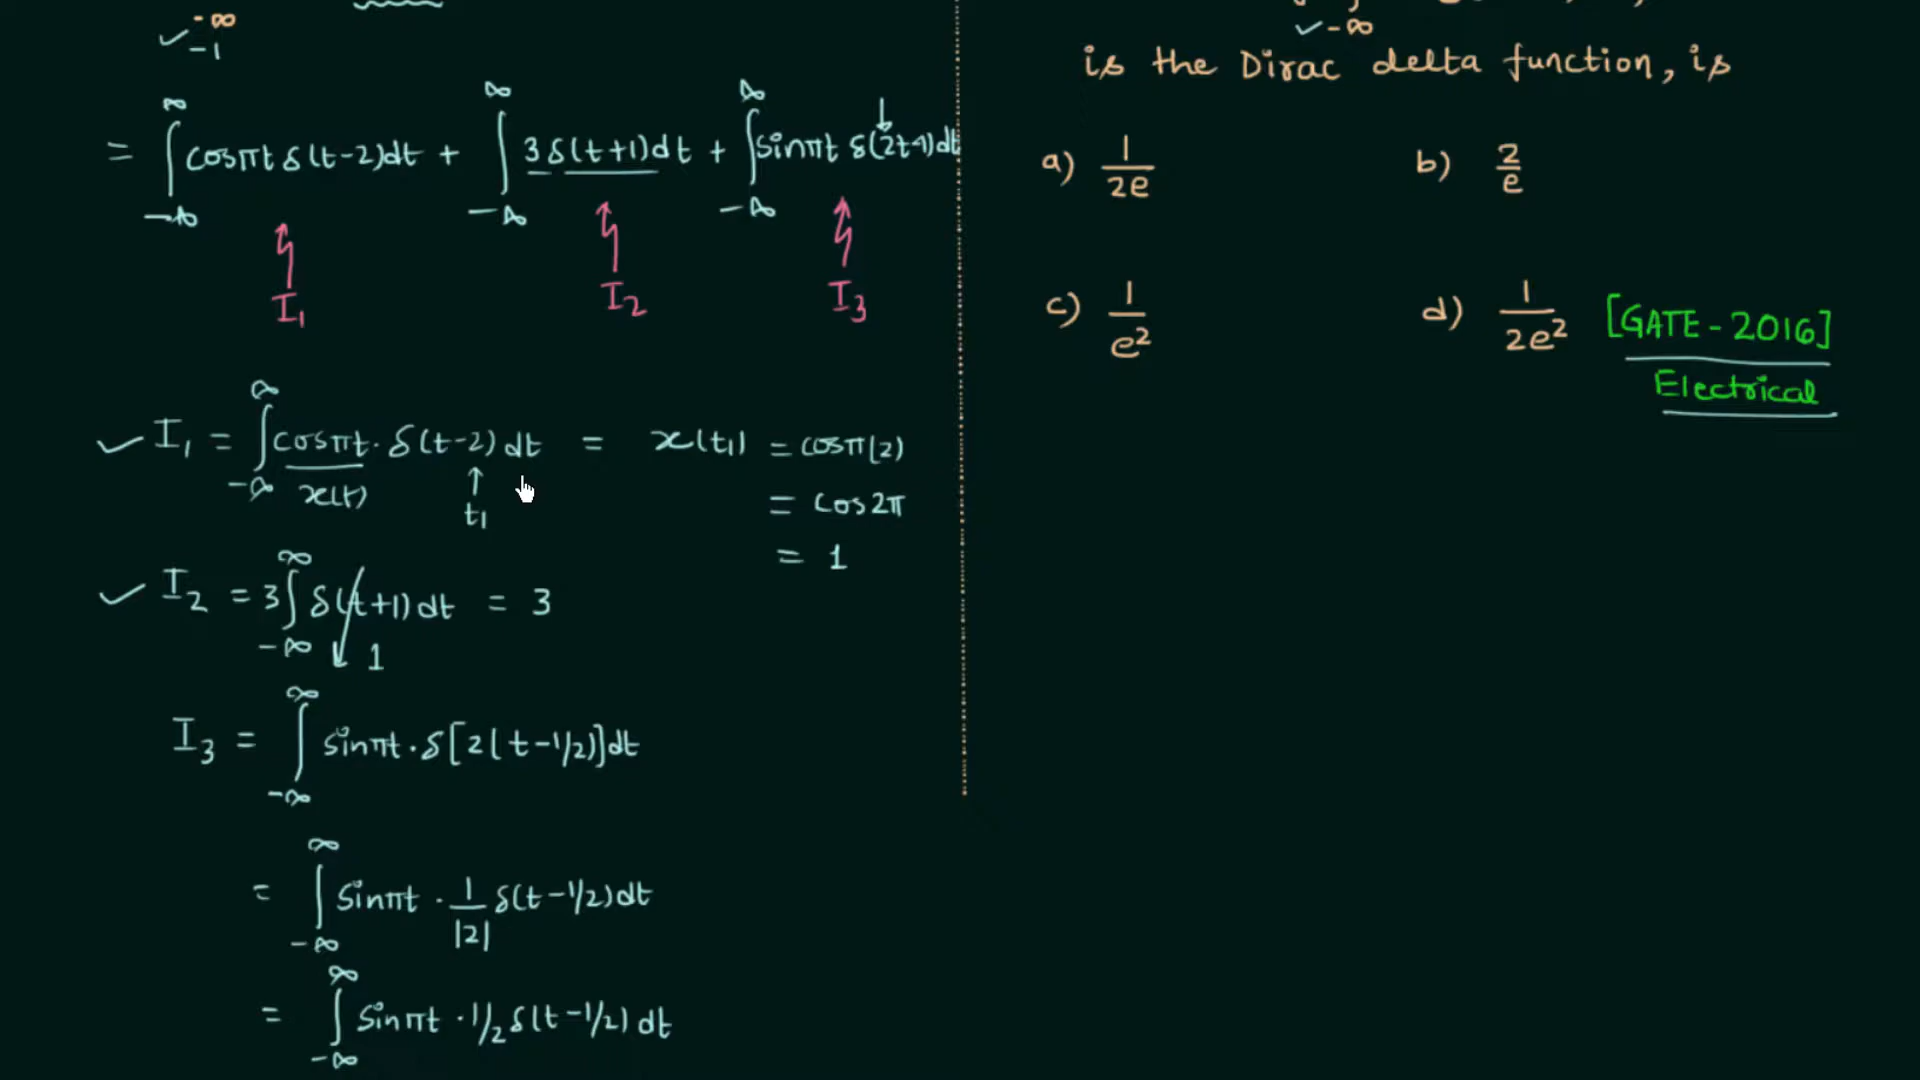 -∞
-1
= ∫_{-∞}^{∞} cosπt δ(t-2)dt + ∫_{-∞}^{∞} 3 δ(t+1)dt + ∫_{-∞}^{∞} sinπt δ(2t-1)dt
I₁ I₂ I₃
I₁ = ∫_{-∞}^{∞} cosπt · δ(t-2) dt = x(t₁) = cosπ(2)
x(t) t₁
= cos2π
= 1
I₂ = 3∫_{-∞}^{∞} δ(t+1) dt = 3
1
I₃ = ∫_{-∞}^{∞} sinπt · δ[2(t-1/2)]dt
= ∫_{-∞}^{∞} sinπt · 1/|2| δ(t-1/2)dt
= ∫_{-∞}^{∞} sinπt · 1/2 δ(t-1/2) dt
-∞
is the Dirac delta function, is
a) 1/2e b) 2/e
c) 1/e² d) 1/2e² [GATE-2016]
Electrical